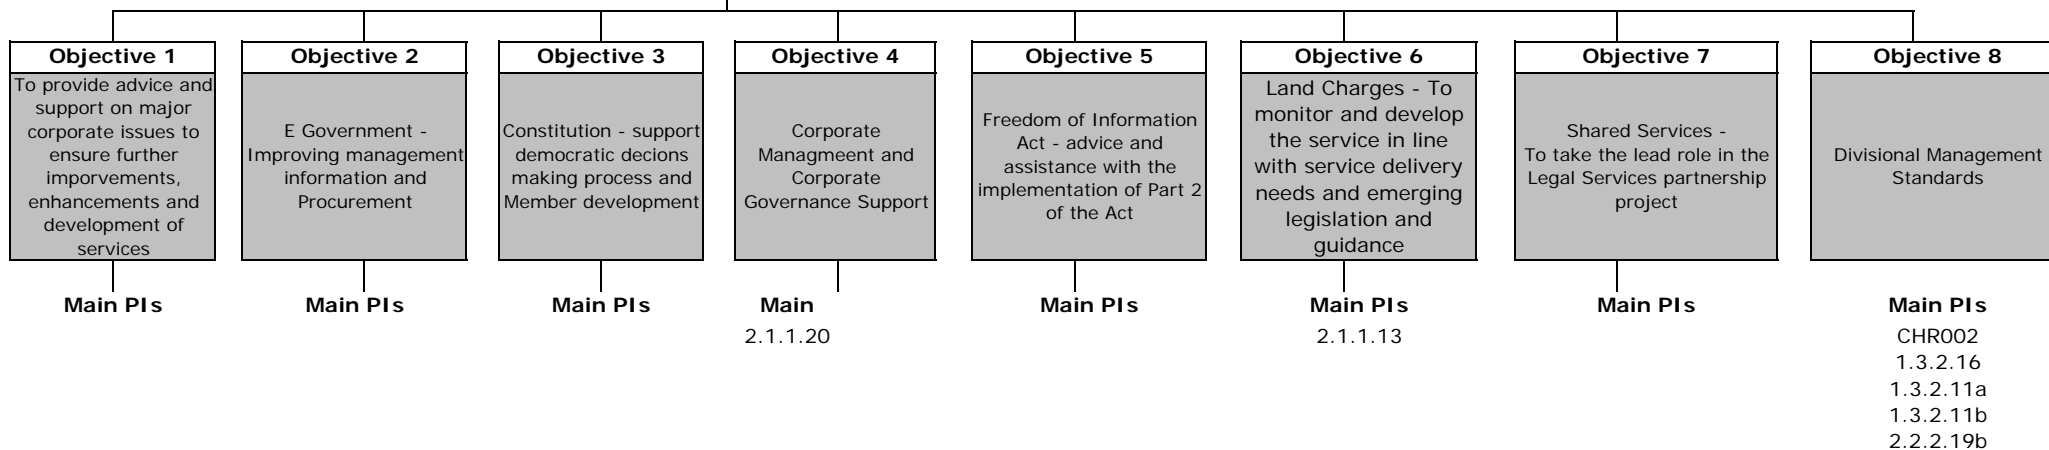 Objective 1
To provide advice and
support on major
corporate issues to
ensure further
imporvements,
enhancements and
development of
services
Main PIs
Objective 2
E Government -
Improving management
information and
Procurement
Main PIs
Objective 3
Constitution - support
democratic decions
making process and
Member development
Main PIs
Objective 4
Corporate
Managmeent and
Corporate
Governance Support
Main
2.1.1.20
Objective 5
Freedom of Information
Act - advice and
assistance with the
implementation of Part 2
of the Act
Main PIs
Objective 6
Land Charges - To
monitor and develop
the service in line
with service delivery
needs and emerging
legislation and
guidance
Main PIs
2.1.1.13
Objective 7
Shared Services -
To take the lead role in the
Legal Services partnership
project
Main PIs
Objective 8
Divisional Management
Standards
Main PIs
CHR002
1.3.2.16
1.3.2.11a
1.3.2.11b
2.2.2.19b